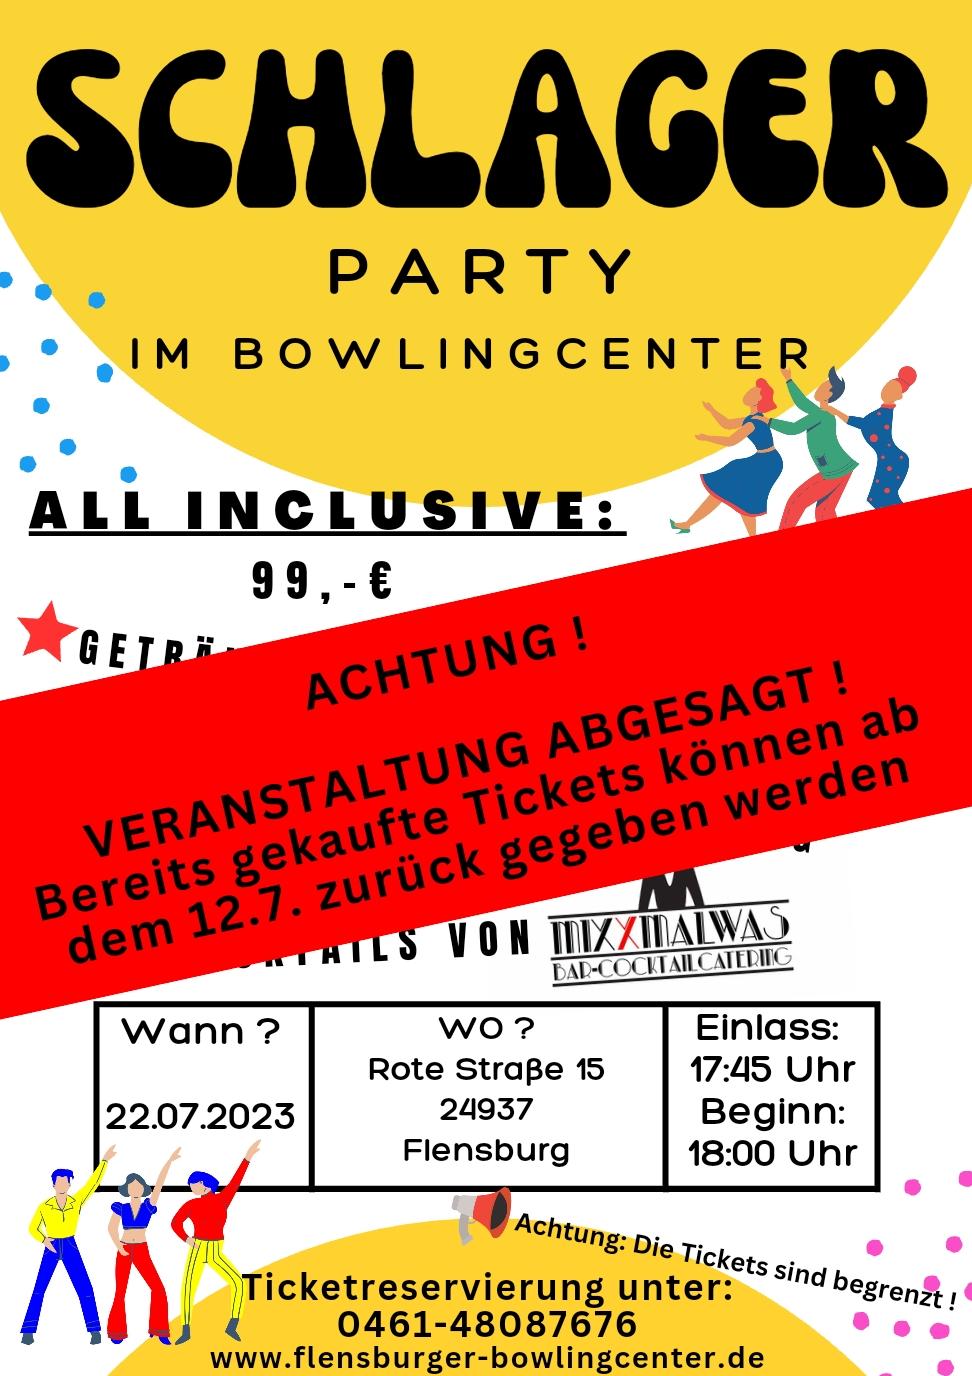 SCHLAGER
PARTY
IM BOWLINGCENTER
ALL INCLUSIVE:
99,-€
ACHTUNG !
VERANSTALTUNG ABGESAGT !
Bereits gekaufte Tickets können ab
dem 12.7. zurück gegeben werden
VON
MIXXMALWAS
BAR-COCKTAILCATERING
Wann ?
22.07.2023
WO ?
Rote Straße 15
24937
Flensburg
Einlass:
17:45 Uhr
Beginn:
18:00 Uhr
Achtung: Die Tickets sind begrenzt !
Ticketreservierung unter:
0461-48087676
www.flensburger-bowlingcenter.de